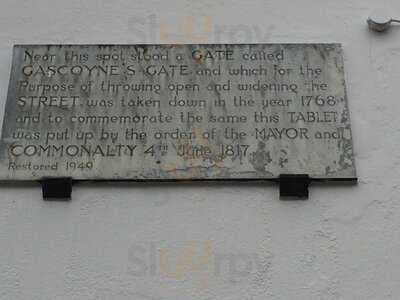 Near this spot stood a GATE called
GASCOYNE'S GATE and which for the
Purpose of throwing open and widening the
STREET was taken down in the year 1768
and to commemorate the same this TABLET
was put up by the order of the MAYOR and
COMMONALTY 4TH June 1817.
Restored 1949.
Sluurpy
Sluurpy